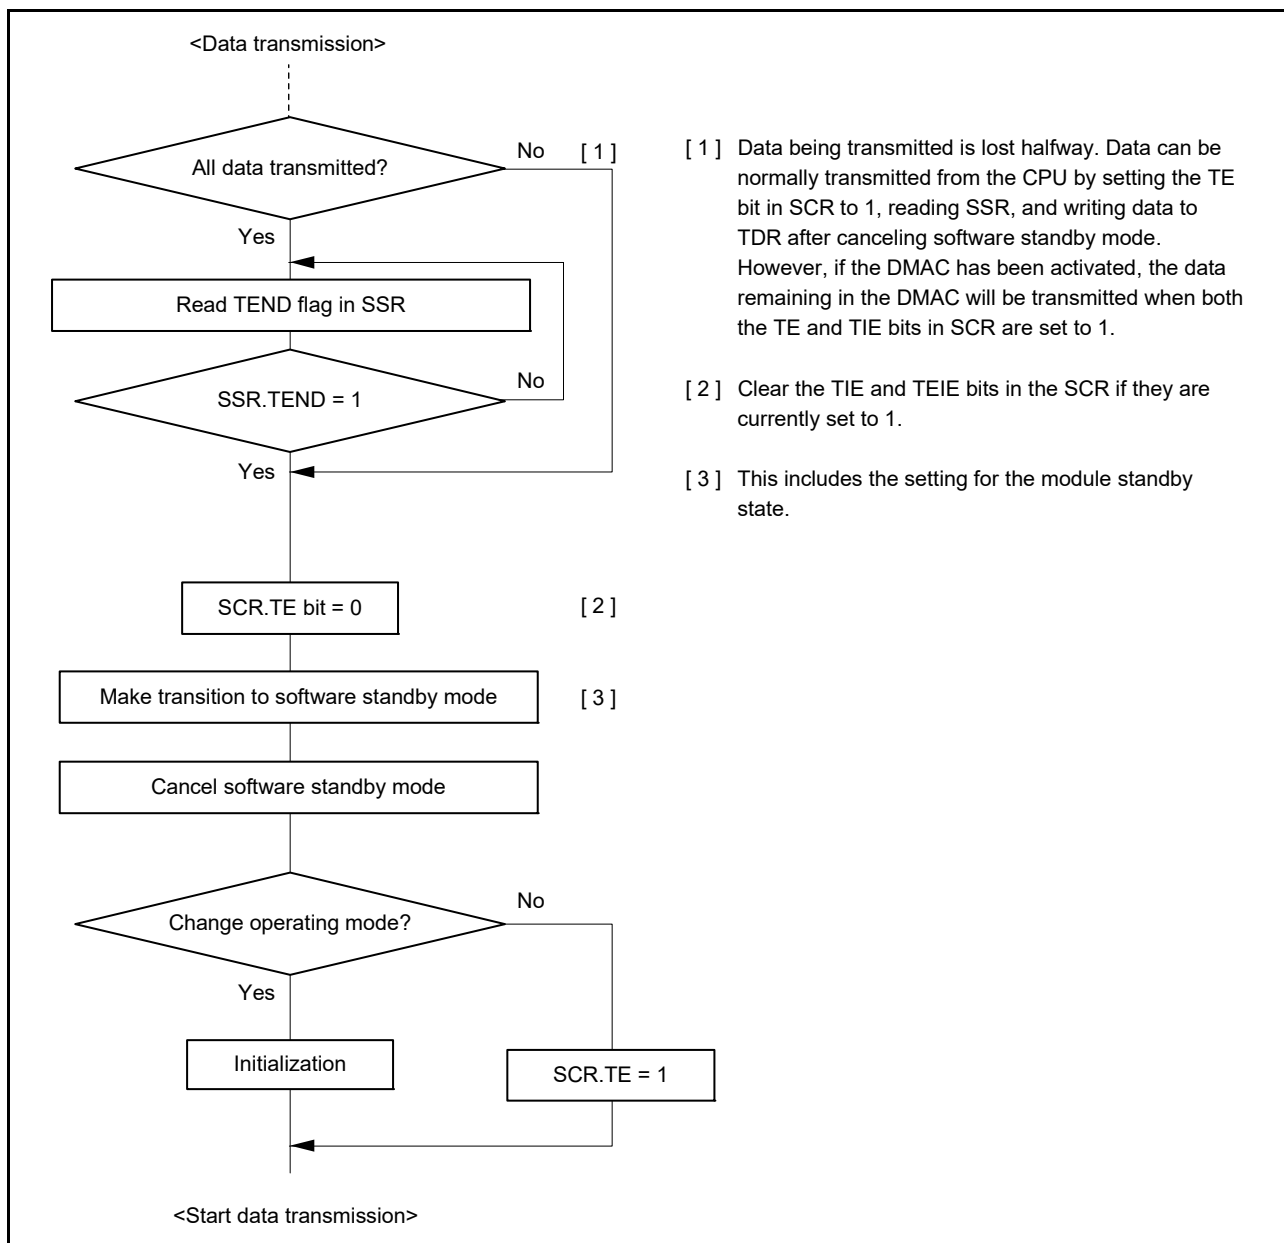 <Data transmission>
All data transmitted?
No
[ 1 ]
Yes
Read TEND flag in SSR
SSR.TEND = 1
No
Yes
SCR.TE bit = 0
[ 2 ]
Make transition to software standby mode
[ 3 ]
Cancel software standby mode
Change operating mode?
No
Yes
Initialization
SCR.TE = 1
<Start data transmission>
[ 1 ] Data being transmitted is lost halfway. Data can be
normally transmitted from the CPU by setting the TE
bit in SCR to 1, reading SSR, and writing data to
TDR after canceling software standby mode.
However, if the DMAC has been activated, the data
remaining in the DMAC will be transmitted when both
the TE and TIE bits in SCR are set to 1.
[ 2 ] Clear the TIE and TEIE bits in the SCR if they are
currently set to 1.
[ 3 ] This includes the setting for the module standby
state.